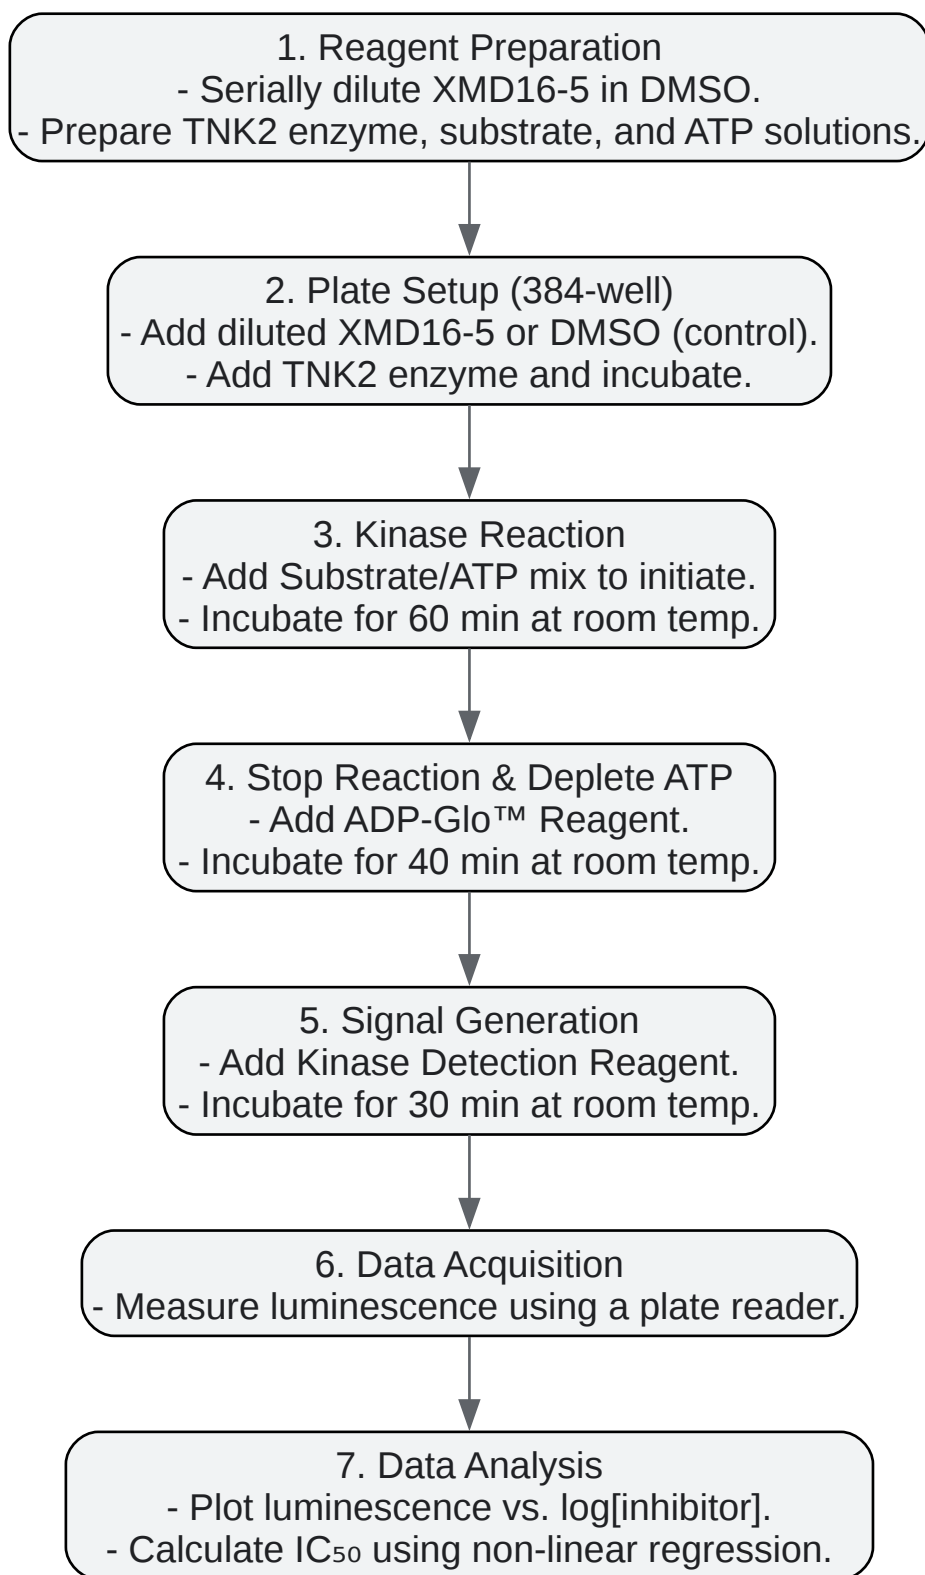 1. Reagent Preparation
- Serially dilute XMD16-5 in DMSO.
- Prepare TNK2 enzyme, substrate, and ATP solutions.
2. Plate Setup (384-well)
- Add diluted XMD16-5 or DMSO (control).
- Add TNK2 enzyme and incubate.
3. Kinase Reaction
- Add Substrate/ATP mix to initiate.
- Incubate for 60 min at room temp.
4. Stop Reaction & Deplete ATP
- Add ADP-Glo™ Reagent.
- Incubate for 40 min at room temp.
5. Signal Generation
- Add Kinase Detection Reagent.
- Incubate for 30 min at room temp.
6. Data Acquisition
- Measure luminescence using a plate reader.
7. Data Analysis
- Plot luminescence vs. log[inhibitor].
- Calculate IC₅₀ using non-linear regression.